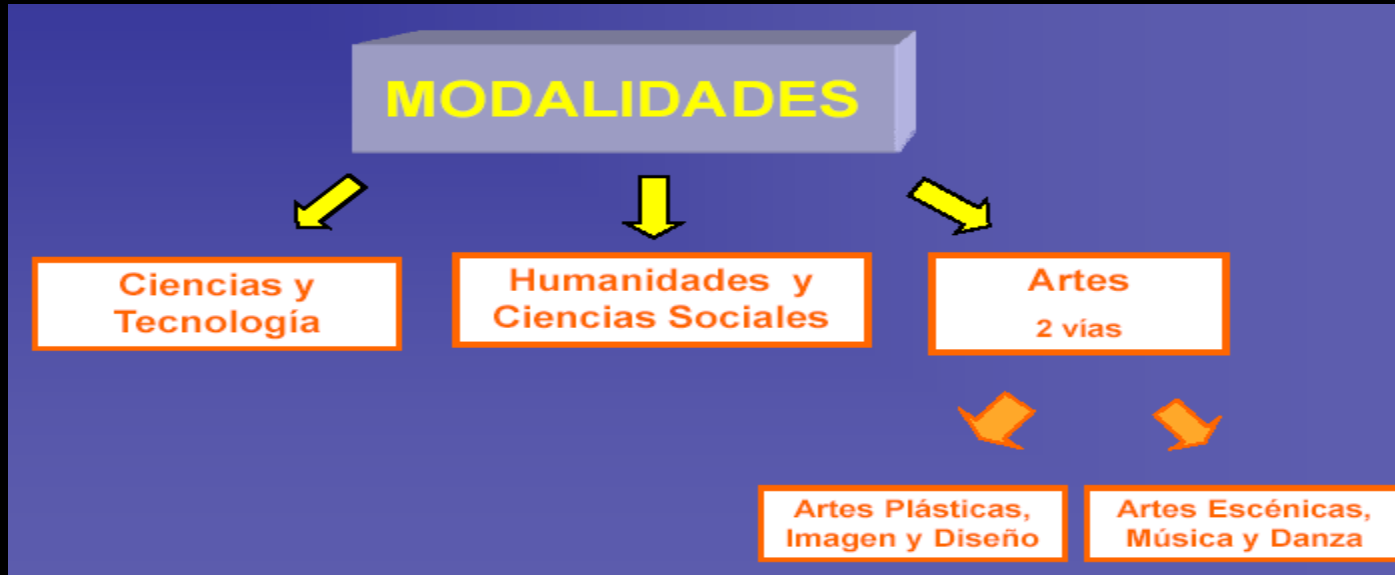 MODALIDADES
Ciencias y
Tecnología
Humanidades y
Ciencias Sociales
Artes
2 vías
Artes Plásticas,
Imagen y Diseño
Artes Escénicas,
Música y Danza